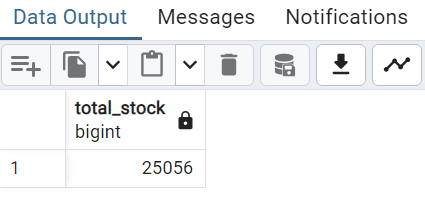 Data Output Messages Notifications
total_stock
bigint
1 25056